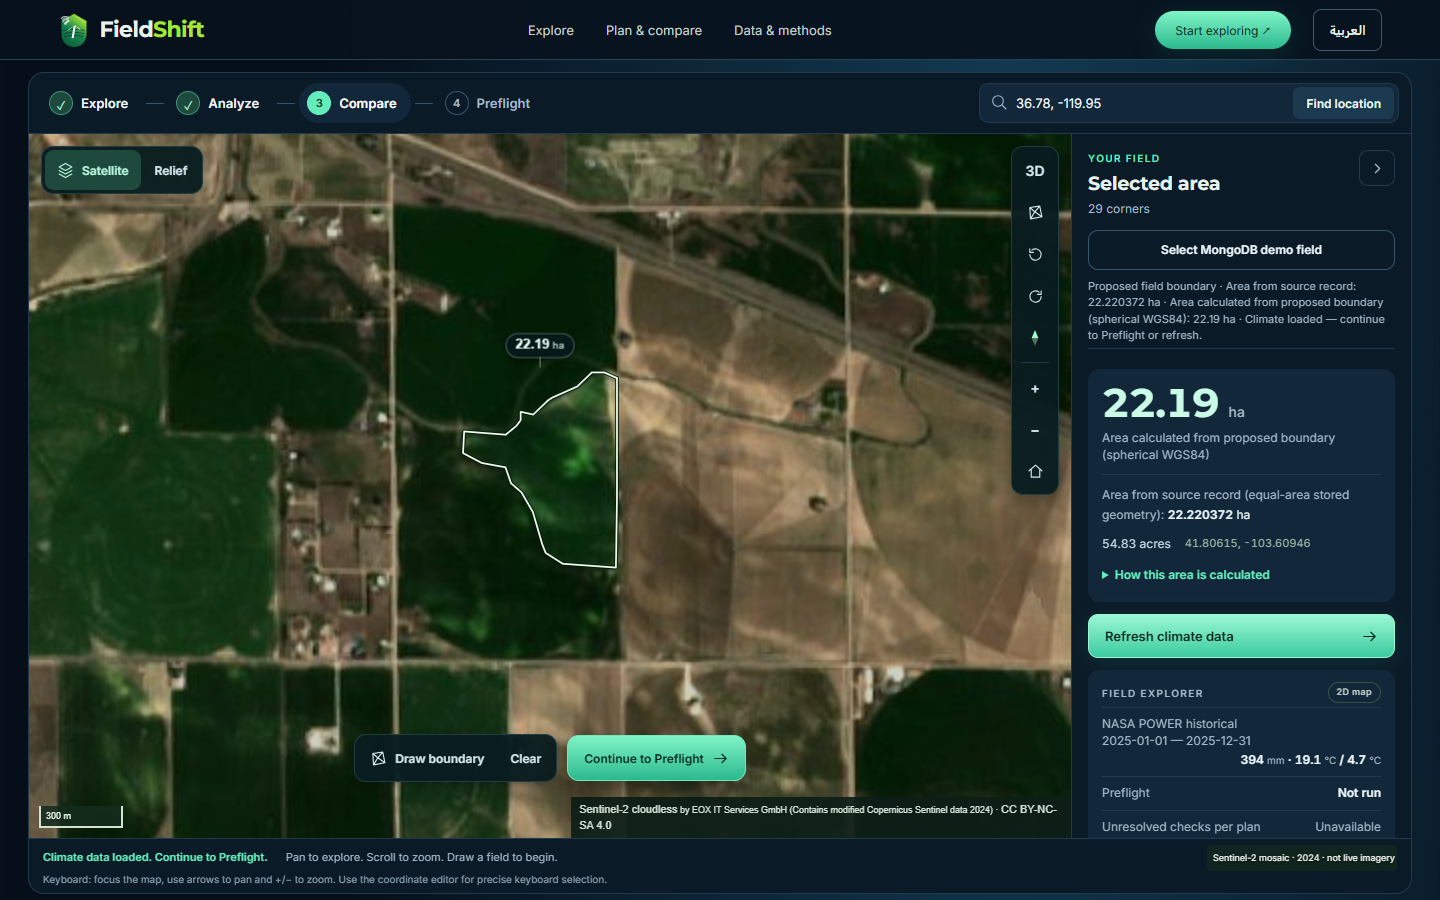 FieldShift
Explore
Plan & compare
Data & methods
Start exploring ↗
العربية
✓ Explore
✓ Analyze
3 Compare
4 Preflight
36.78, -119.95
Find location
Satellite
Relief
3D
+
−
22.19 ha
Draw boundary
Clear
Continue to Preflight →
300 m
Sentinel-2 cloudless by EOX IT Services GmbH (Contains modified Copernicus Sentinel data 2024) · CC BY-NC-
SA 4.0
YOUR FIELD
Selected area
29 corners
Select MongoDB demo field
Proposed field boundary · Area from source record:
22.220372 ha · Area calculated from proposed boundary
(spherical WGS84): 22.19 ha · Climate loaded — continue
to Preflight or refresh.
22.19 ha
Area calculated from proposed boundary
(spherical WGS84)
Area from source record (equal-area stored
geometry): 22.220372 ha
54.83 acres 41.80615, -103.60946
▶ How this area is calculated
Refresh climate data →
FIELD EXPLORER
2D map
NASA POWER historical
2025-01-01 — 2025-12-31
394 mm · 19.1 °C / 4.7 °C
Preflight Not run
Unresolved checks per plan Unavailable
Climate data loaded. Continue to Preflight. Pan to explore. Scroll to zoom. Draw a field to begin.
Sentinel-2 mosaic · 2024 · not live imagery
Keyboard: focus the map, use arrows to pan and +/− to zoom. Use the coordinate editor for precise keyboard selection.